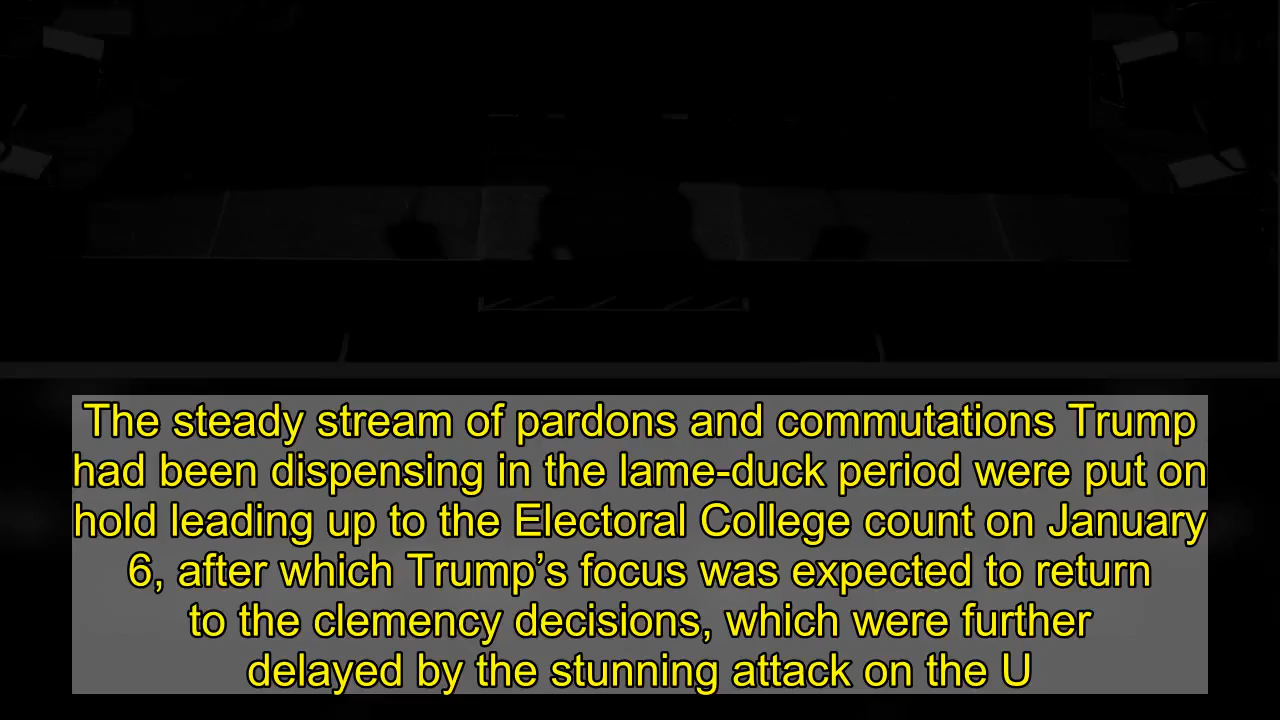 The steady stream of pardons and commutations Trump
had been dispensing in the lame-duck period were put on
hold leading up to the Electoral College count on January
6, after which Trump’s focus was expected to return
to the clemency decisions, which were further
delayed by the stunning attack on the U